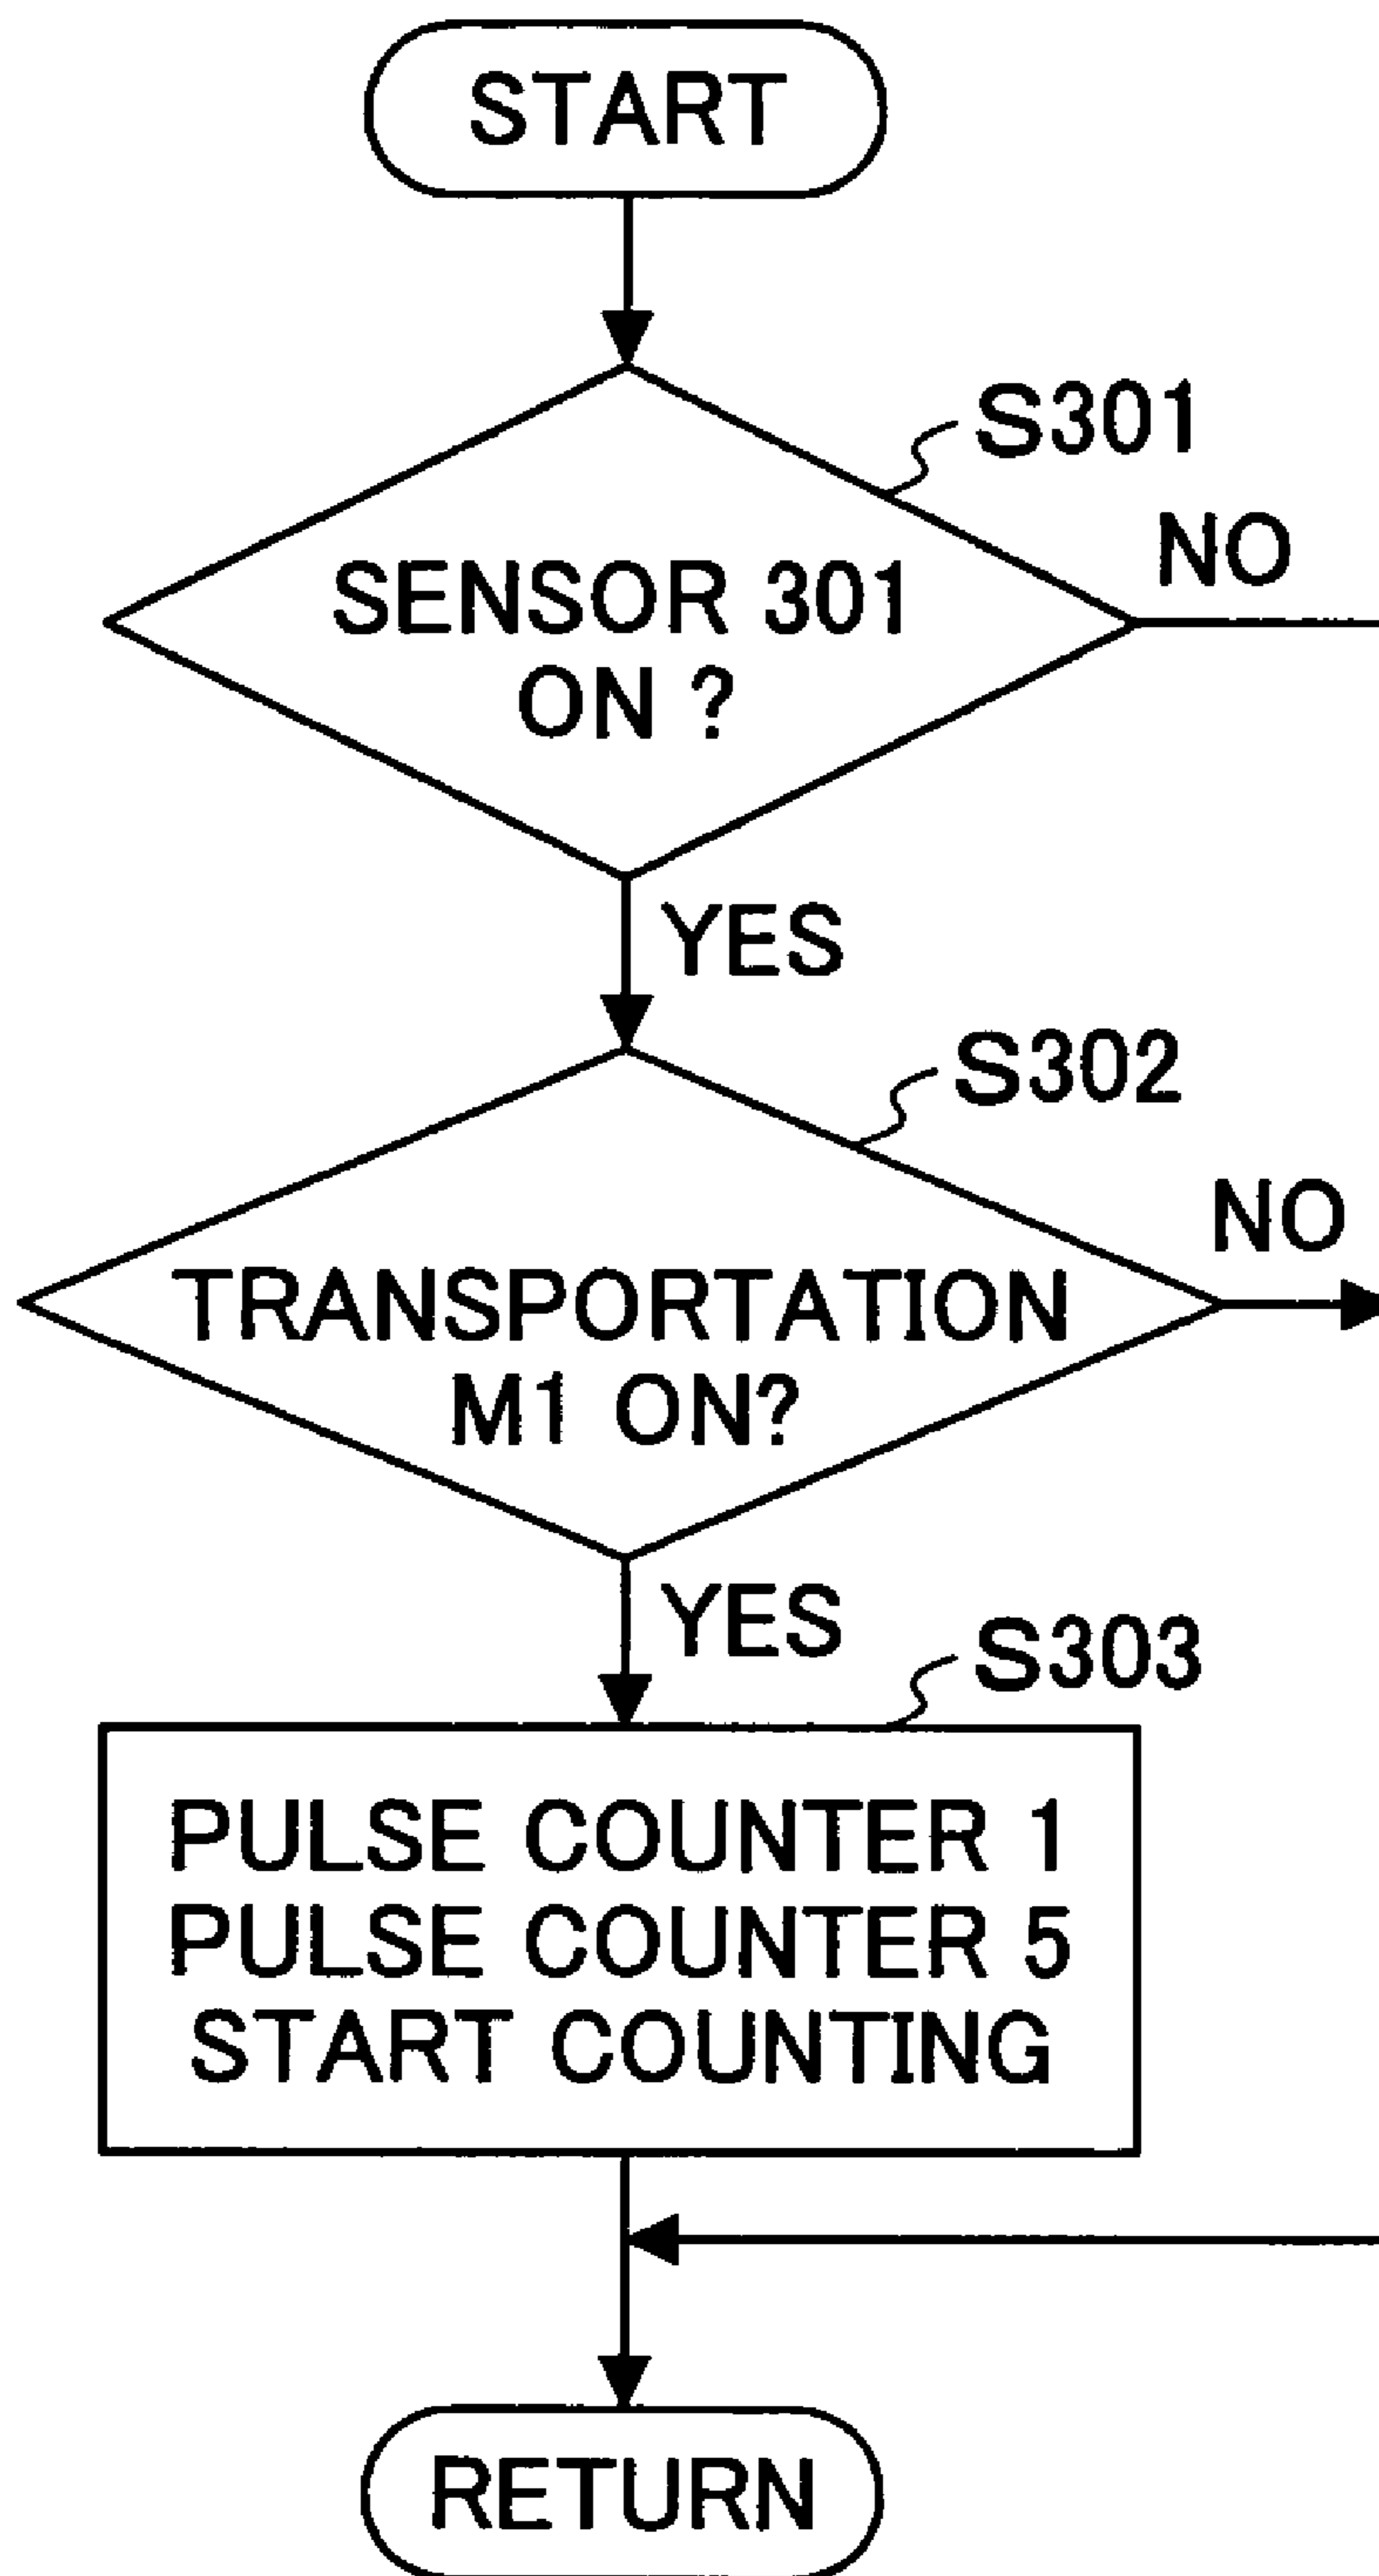 START
S301
SENSOR 301
ON ?
NO
YES
S302
TRANSPORTATION
M1 ON?
NO
YES
S303
PULSE COUNTER 1
PULSE COUNTER 5
START COUNTING
RETURN